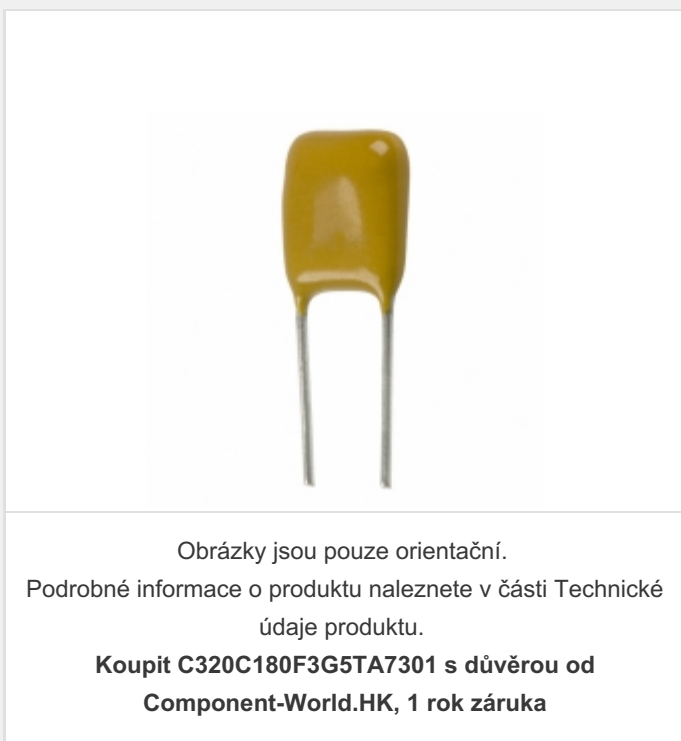 Obrázky jsou pouze orientační.
Podrobné informace o produktu naleznete v části Technické
údaje produktu.
Koupit C320C180F3G5TA7301 s důvěrou od
Component-World.HK, 1 rok záruka